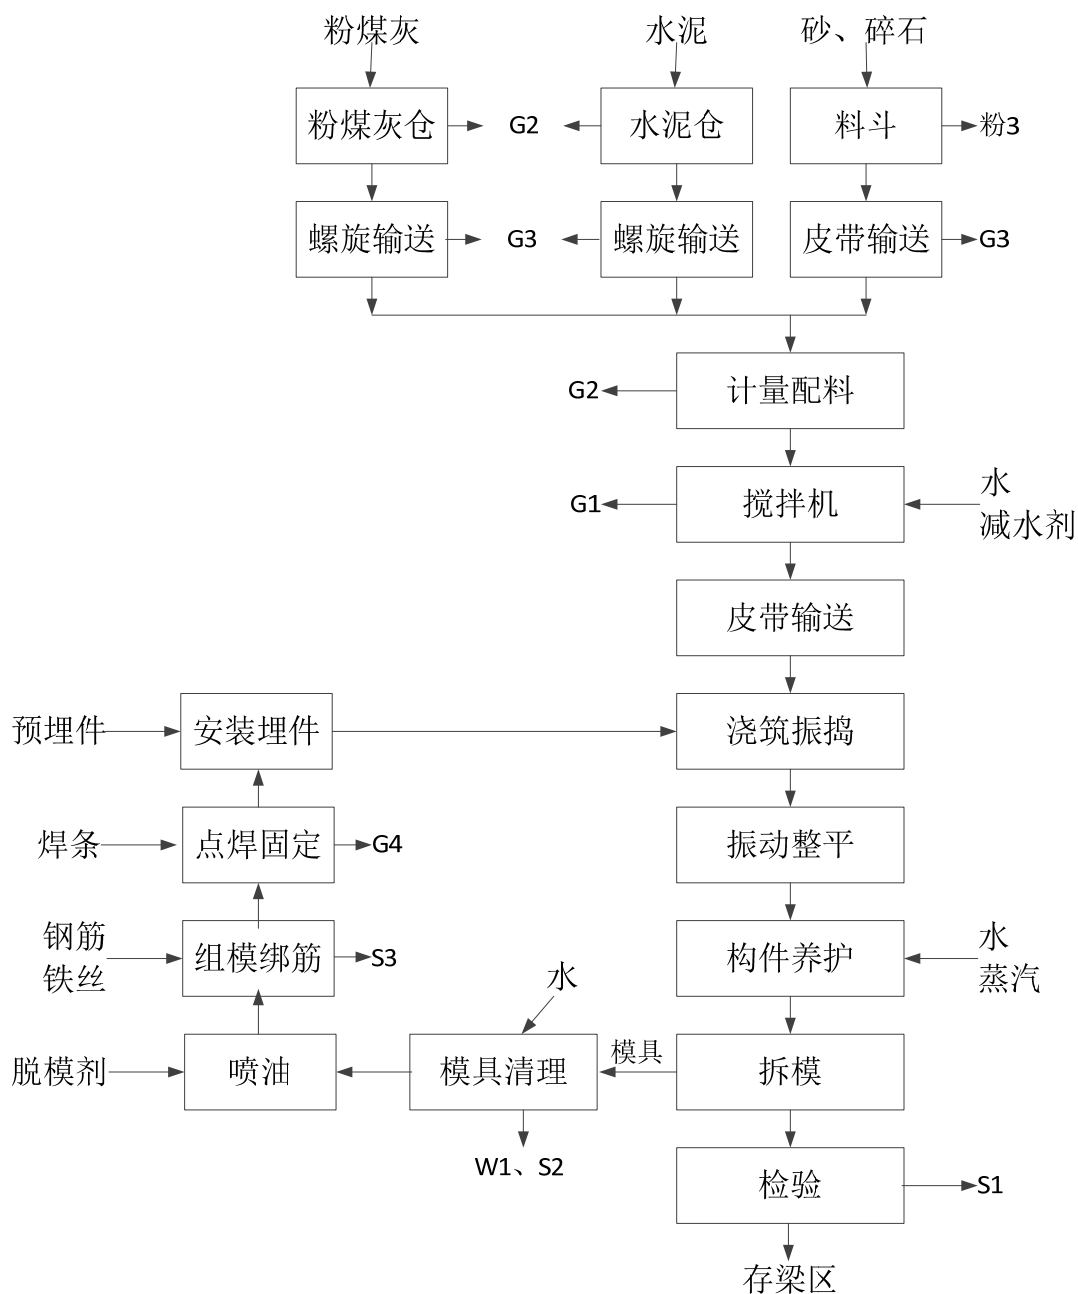 粉煤灰
水泥
砂、碎石
粉煤灰仓
G2
水泥仓
料斗
粉3
螺旋输送
G3
螺旋输送
皮带输送
G3
G2
计量配料
G1
搅拌机
水
减水剂
皮带输送
预埋件
安装埋件
浇筑振捣
焊条
点焊固定
G4
振动整平
钢筋
铁丝
组模绑筋
S3
水
构件养护
水
蒸汽
脱模剂
喷油
模具清理
模具
拆模
W1、S2
检验
S1
存梁区